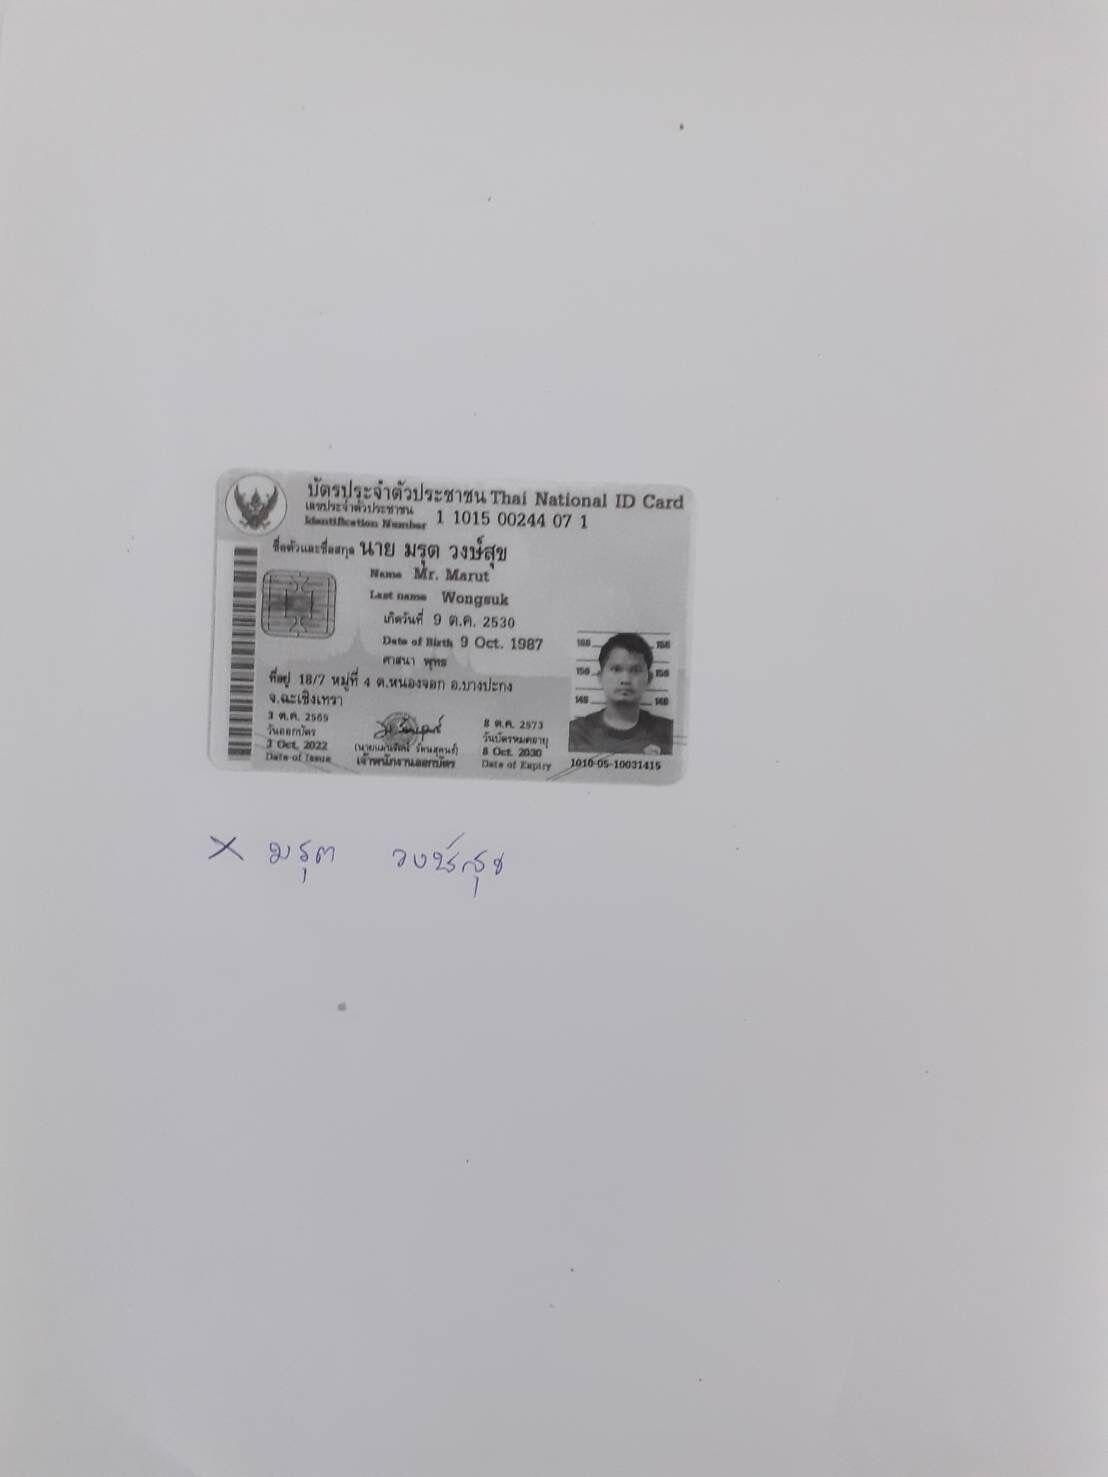 บัตรประจำตัวประชาชน Thai National ID Card
เลขประจำตัวประชาชน
Identification Number 1 1015 00244 07 1
ชื่อตัวและชื่อสกุล นาย มรุต วงษ์สุข
Name Mr. Marut
Last name Wongsuk
เกิดวันที่ 9 ต.ค. 2530
Date of Birth 9 Oct. 1987
ศาสนา พุทธ
ที่อยู่ 18/7 หมู่ที่ 4 ต.หนองจอก อ.บางปะกง
จ.ฉะเชิงเทรา
3 ต.ค. 2565
วันออกบัตร
3 Oct. 2022
Date of Issue
เจ้าพนักงานออกบัตร
8 ต.ค. 2573
วันบัตรหมดอายุ
8 Oct. 2030
Date of Expiry
160 160
150 150
140 140
1010-05-10031415
X มรุต วงษ์สุข